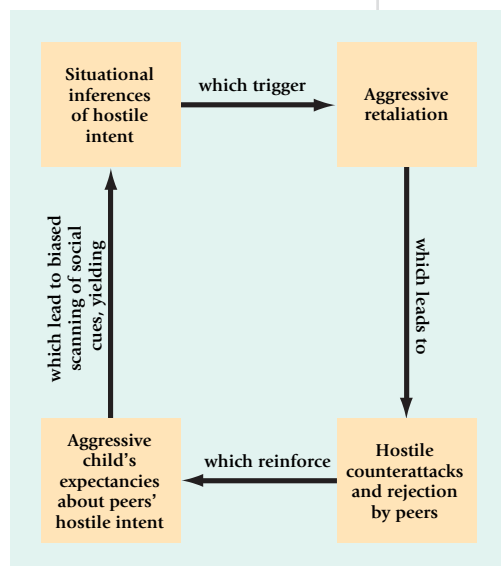 Situational
inferences
of hostile
intent
which trigger
Aggressive
retaliation
which leads to
Hostile
counterattacks
and rejection
by peers
which reinforce
Aggressive
child's
expectancies
about peers'
hostile intent
which lead to biased
scanning of social
cues, yielding